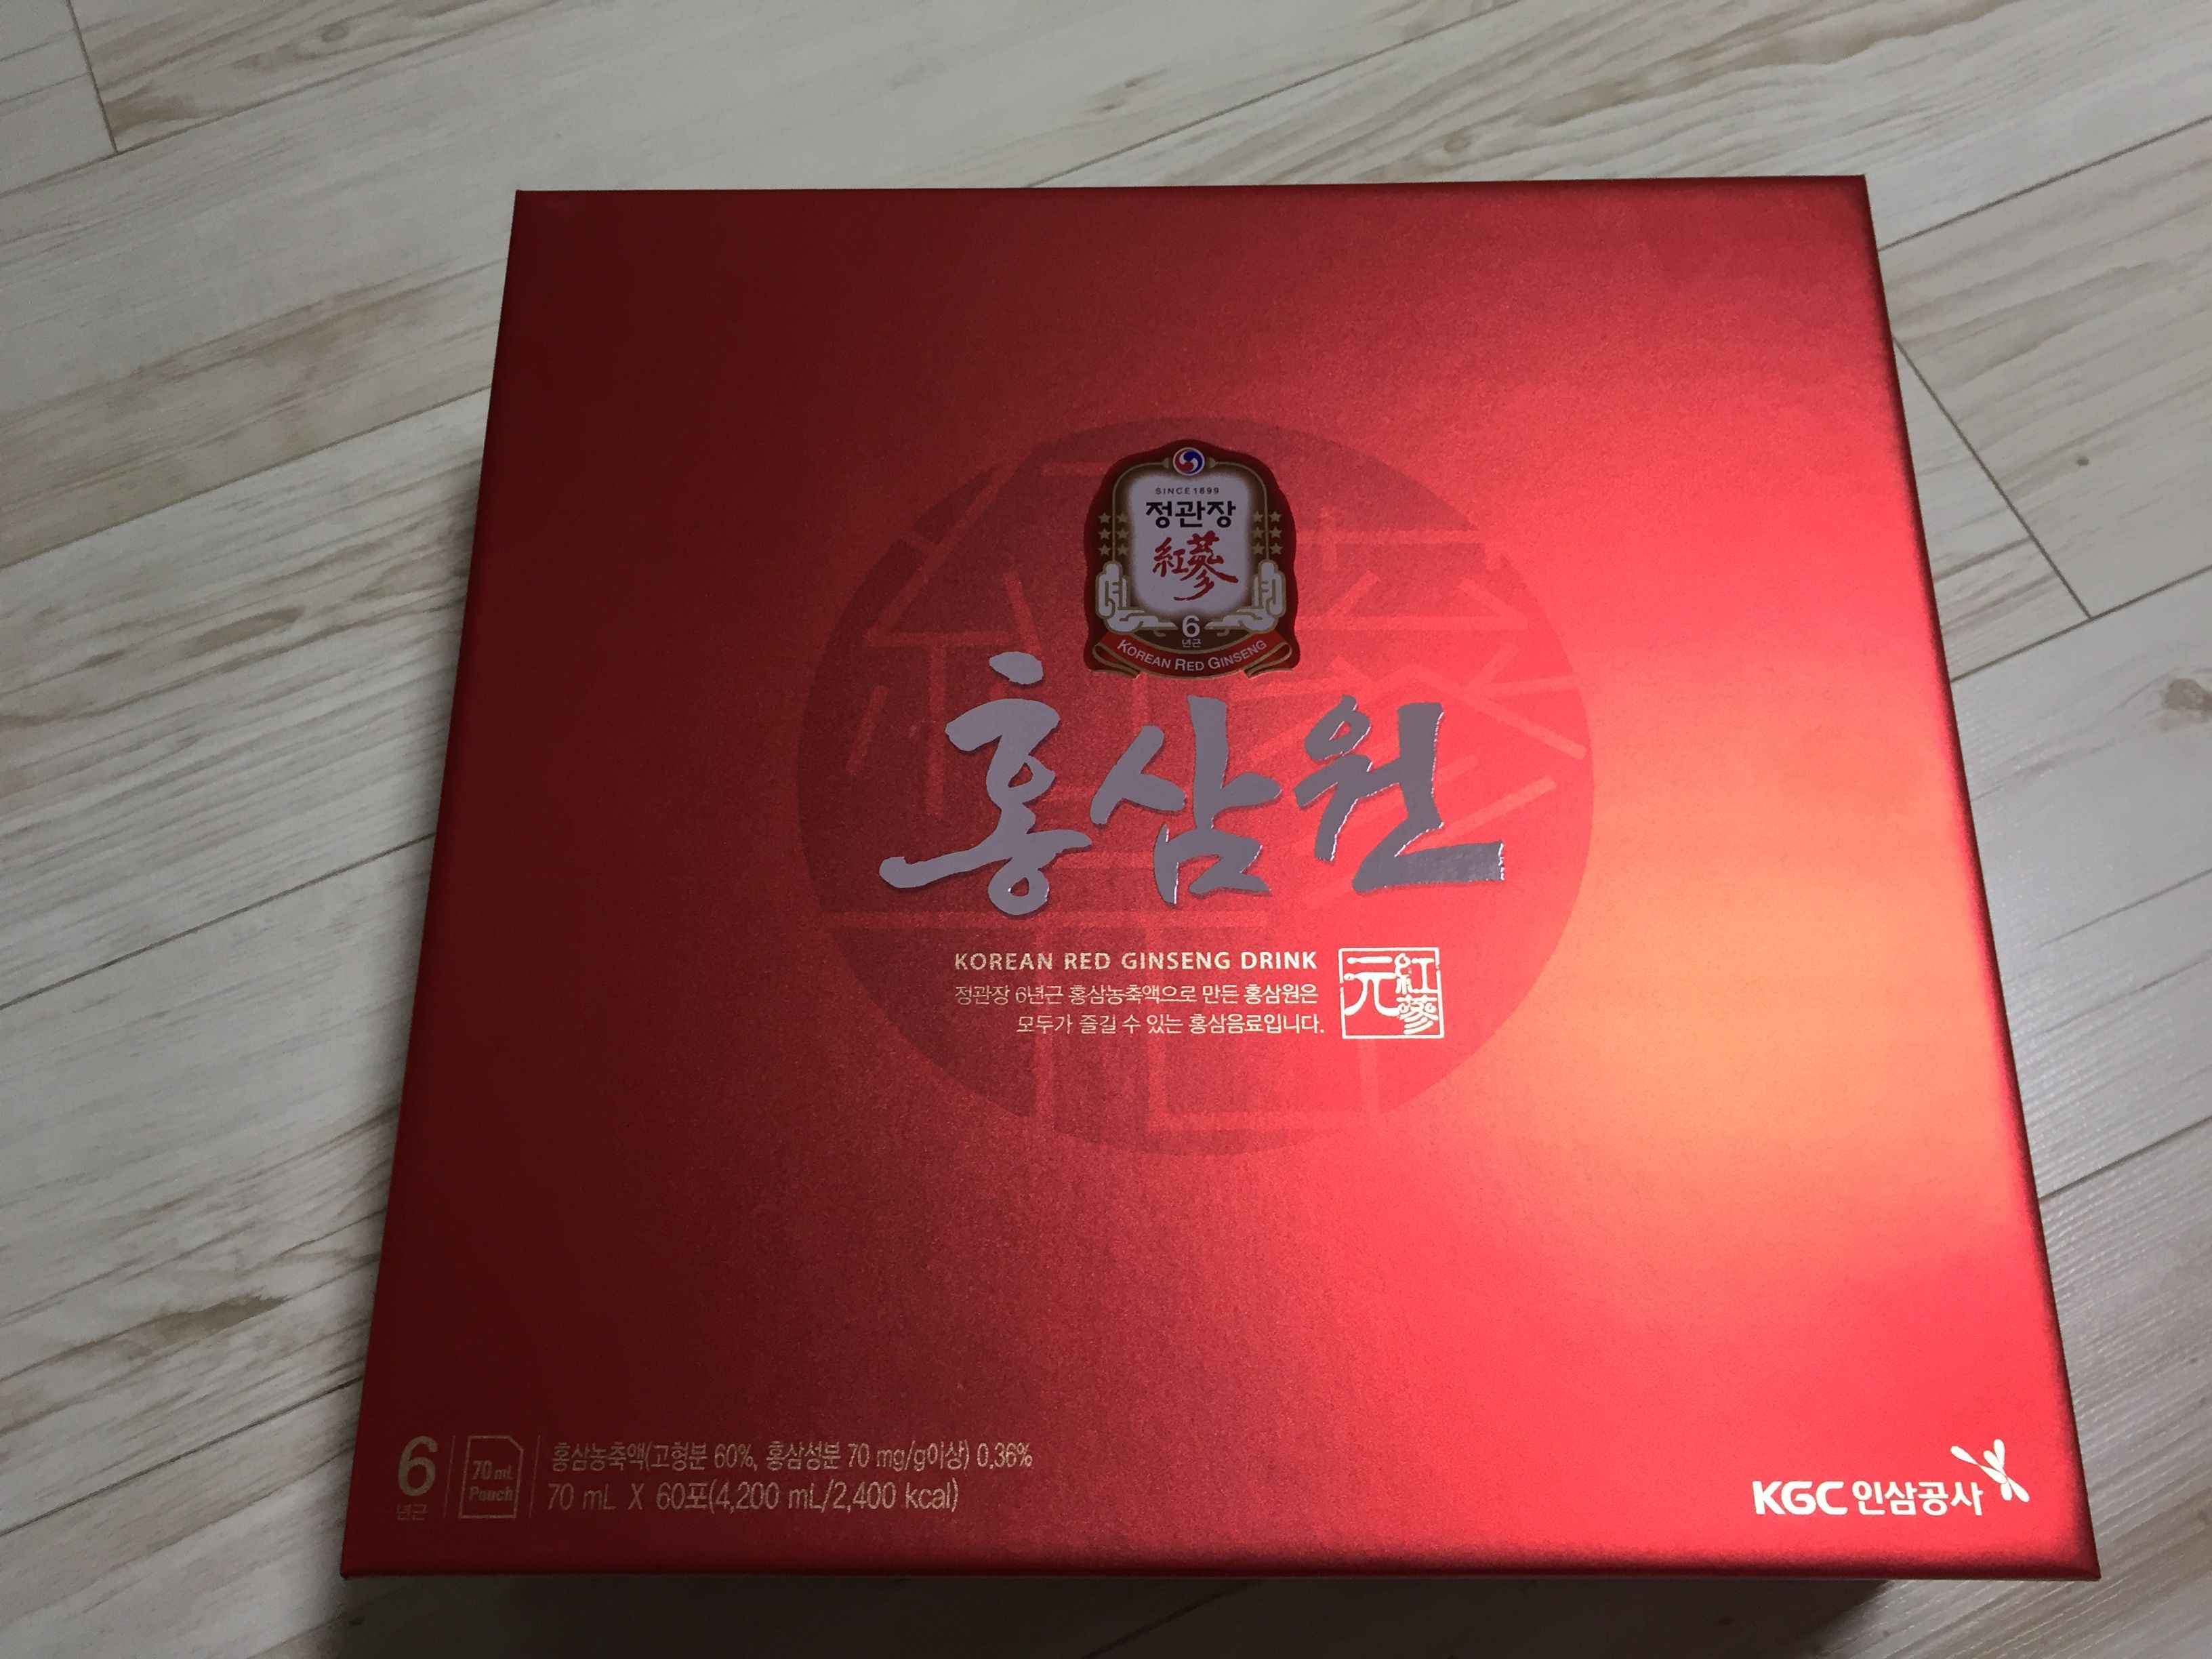 SINCE 1899
정관장
紅蔘
6
년근
KOREAN RED GINSENG
홍삼원
KOREAN RED GINSENG DRINK
정관장 6년근 홍삼농축액으로 만든 홍삼원은
모두가 즐길 수 있는 홍삼음료입니다.
紅蔘元
6
년근
70 mL
Pouch
홍삼농축액(고형분 60%, 홍삼성분 70 mg/g이상) 0.36%
70 mL X 60포(4,200 mL/2,400 kcal)
KGC 인삼공사